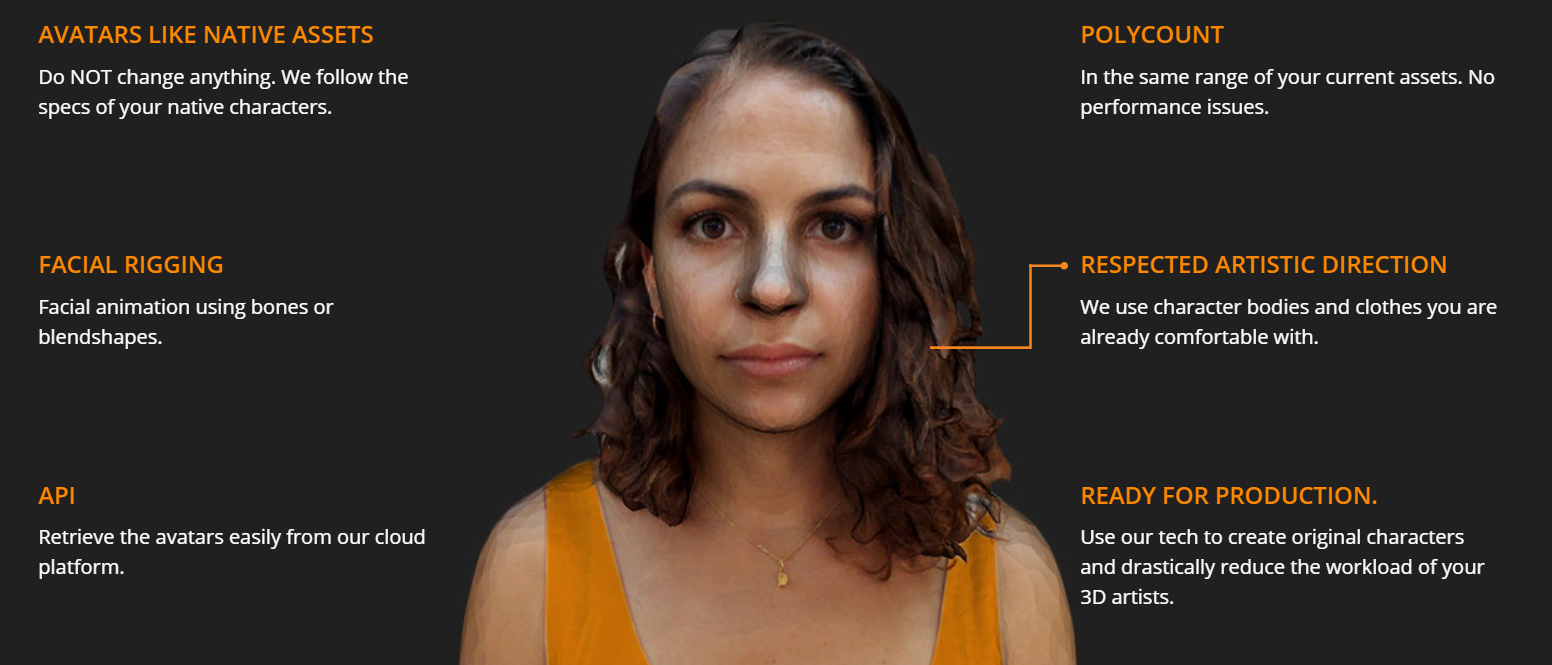 AVATARS LIKE NATIVE ASSETS
Do NOT change anything. We follow the
specs of your native characters.
FACIAL RIGGING
Facial animation using bones or
blendshapes.
API
Retrieve the avatars easily from our cloud
platform.
POLYCOUNT
In the same range of your current assets. No
performance issues.
RESPECTED ARTISTIC DIRECTION
We use character bodies and clothes you are
already comfortable with.
READY FOR PRODUCTION.
Use our tech to create original characters
and drastically reduce the workload of your
3D artists.